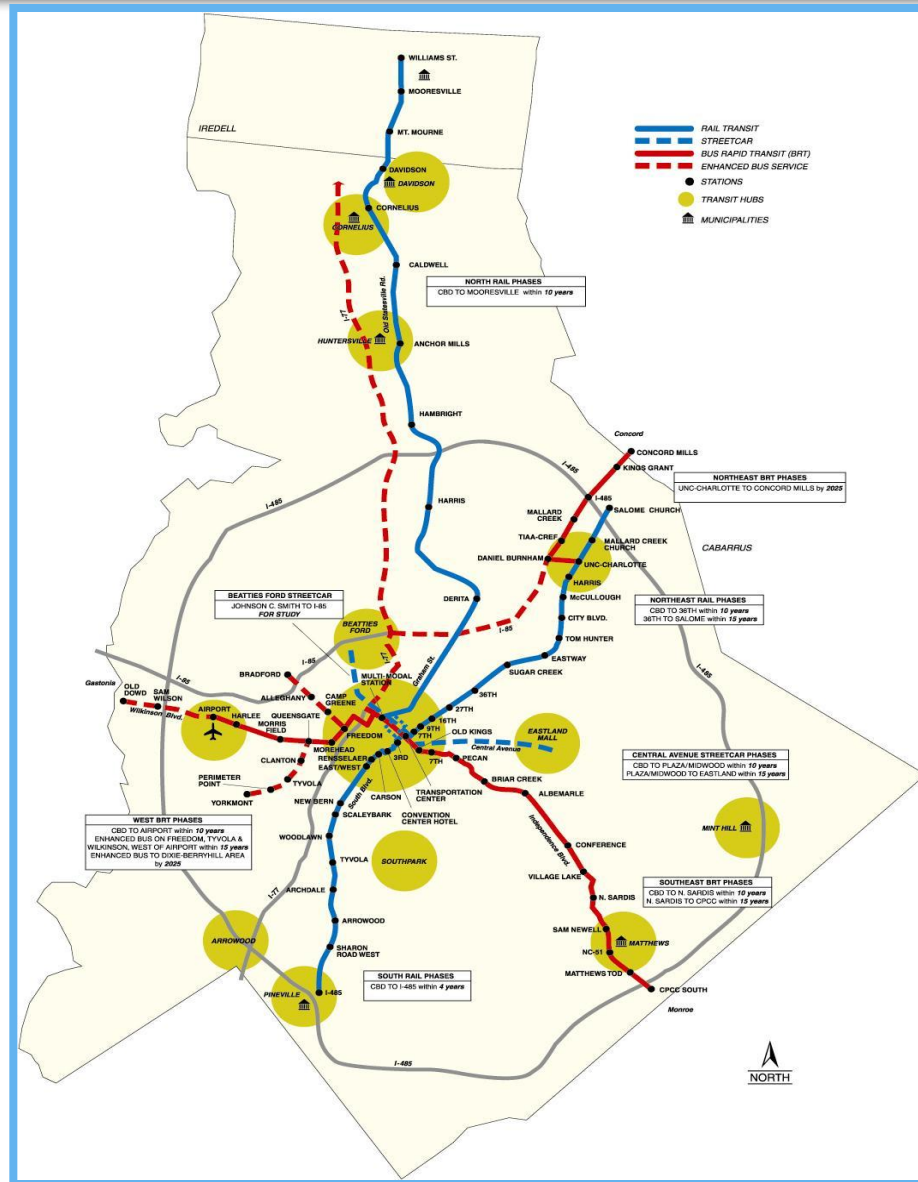 WILLIAMS ST.
MOORESVILLE
IREDELL
MT. MOURNE
RAIL TRANSIT
STREETCAR
BUS RAPID TRANSIT (BRT)
ENHANCED BUS SERVICE
STATIONS
TRANSIT HUBS
MUNICIPALITIES
DAVIDSON
DAVIDSON
CORNELIUS
CORNELIUS
CALDWELL
NORTH RAIL PHASES
CBD TO MOORESVILLE within 10 years
Old Statesville Rd.
I-77
HUNTERSVILLE
ANCHOR MILLS
HAMBRIGHT
Concord
CONCORD MILLS
KINGS GRANT
I-485
NORTHEAST BRT PHASES
UNC-CHARLOTTE TO CONCORD MILLS by 2025
I-485
HARRIS
I-485
SALOME CHURCH
MALLARD
CREEK
TIAA-CREF
MALLARD CREEK
CHURCH
CABARRUS
DANIEL BURNHAM
UNC-CHARLOTTE
HARRIS
BEATTIES FORD STREETCAR
JOHNSON C. SMITH TO I-85
FOR STUDY
DERITA
McCULLOUGH
CITY BLVD.
NORTHEAST RAIL PHASES
CBD TO 36TH within 10 years
36TH TO SALOME within 15 years
BEATTIES
FORD
I-85
TOM HUNTER
EASTWAY
SUGAR CREEK
I-485
I-77
Graham St.
MULTI-MODAL
STATION
I-85
BRADFORD
Gastonia
I-85
OLD
DOWD
SAM
WILSON
Wilkinson Blvd.
ALLEGHANY
CAMP
GREENE
36TH
27TH
16TH
9TH
7TH
AIRPORT
HARLEE
MORRIS
FIELD
QUEENSGATE
FREEDOM
MOREHEAD
OLD KINGS
Central Avenue
EASTLAND
MALL
RENSSELAER
EAST/WEST
3RD
7TH
PECAN
CLANTON
CENTRAL AVENUE STREETCAR PHASES
CBD TO PLAZA/MIDWOOD within 10 years
PLAZA/MIDWOOD TO EASTLAND within 15 years
PERIMETER
POINT
TYVOLA
YORKMONT
South Blvd.
CARSON
TRANSPORTATION
CENTER
BRIAR CREEK
ALBEMARLE
NEW BERN
SCALEYBARK
CONVENTION
CENTER HOTEL
WEST BRT PHASES
CBD TO AIRPORT within 10 years
ENHANCED BUS ON FREEDOM, TYVOLA &
WILKINSON, WEST OF AIRPORT within 15 years
ENHANCED BUS TO DIXIE-BERRYHILL AREA
by 2025
WOODLAWN
Independence Blvd.
MINT HILL
TYVOLA
SOUTHPARK
CONFERENCE
VILLAGE LAKE
I-77
ARCHDALE
N. SARDIS
SOUTHEAST BRT PHASES
CBD TO N. SARDIS within 10 years
N. SARDIS TO CPCC within 15 years
ARROWOOD
ARROWOOD
SAM NEWELL
MATTHEWS
SHARON
ROAD WEST
NC-51
MATTHEWS TOD
SOUTH RAIL PHASES
CBD TO I-485 within 4 years
PINEVILLE
I-485
CPCC SOUTH
Monroe
I-485
NORTH